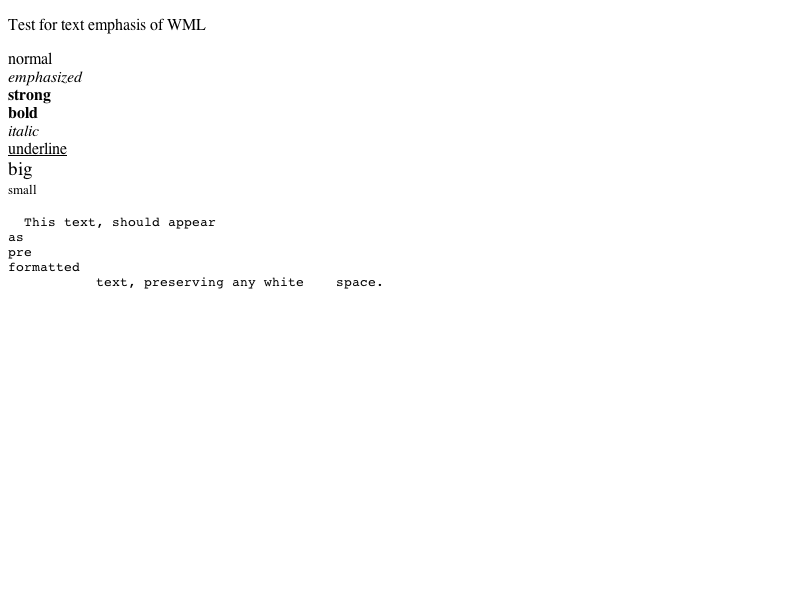 Test for text emphasis of WML
normal
emphasized
strong
bold
italic
underline
big
small
  This text, should appear
as
pre
formatted
           text, preserving any white    space.